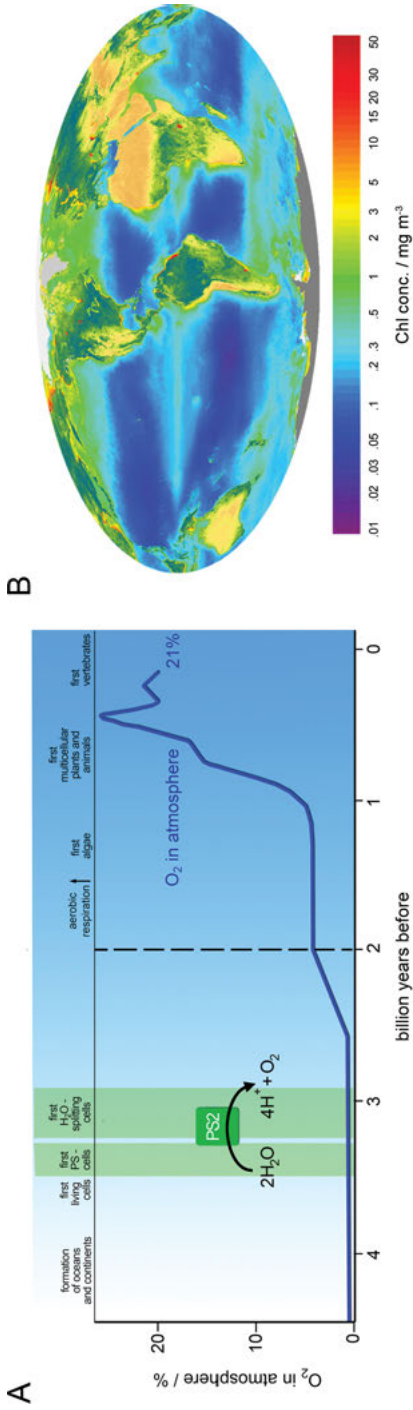 A
formation
of oceans
and continents
first
living
cells
first
PS -
cells
first
H2O -
splitting
cells
aerobic
respiration
first
algae
first
multicellular
plants and
animals
first
vertebrates
O2 in atmosphere / %
20
10
0
PS2
2H2O
4H+ + O2
O2 in atmosphere
21%
4
3
2
1
0
billion years before
B
.01
.02
.03
.05
.1
.2
.3
.5
1
3
5
10
15
20
30
50
Chl conc. / mg m-3